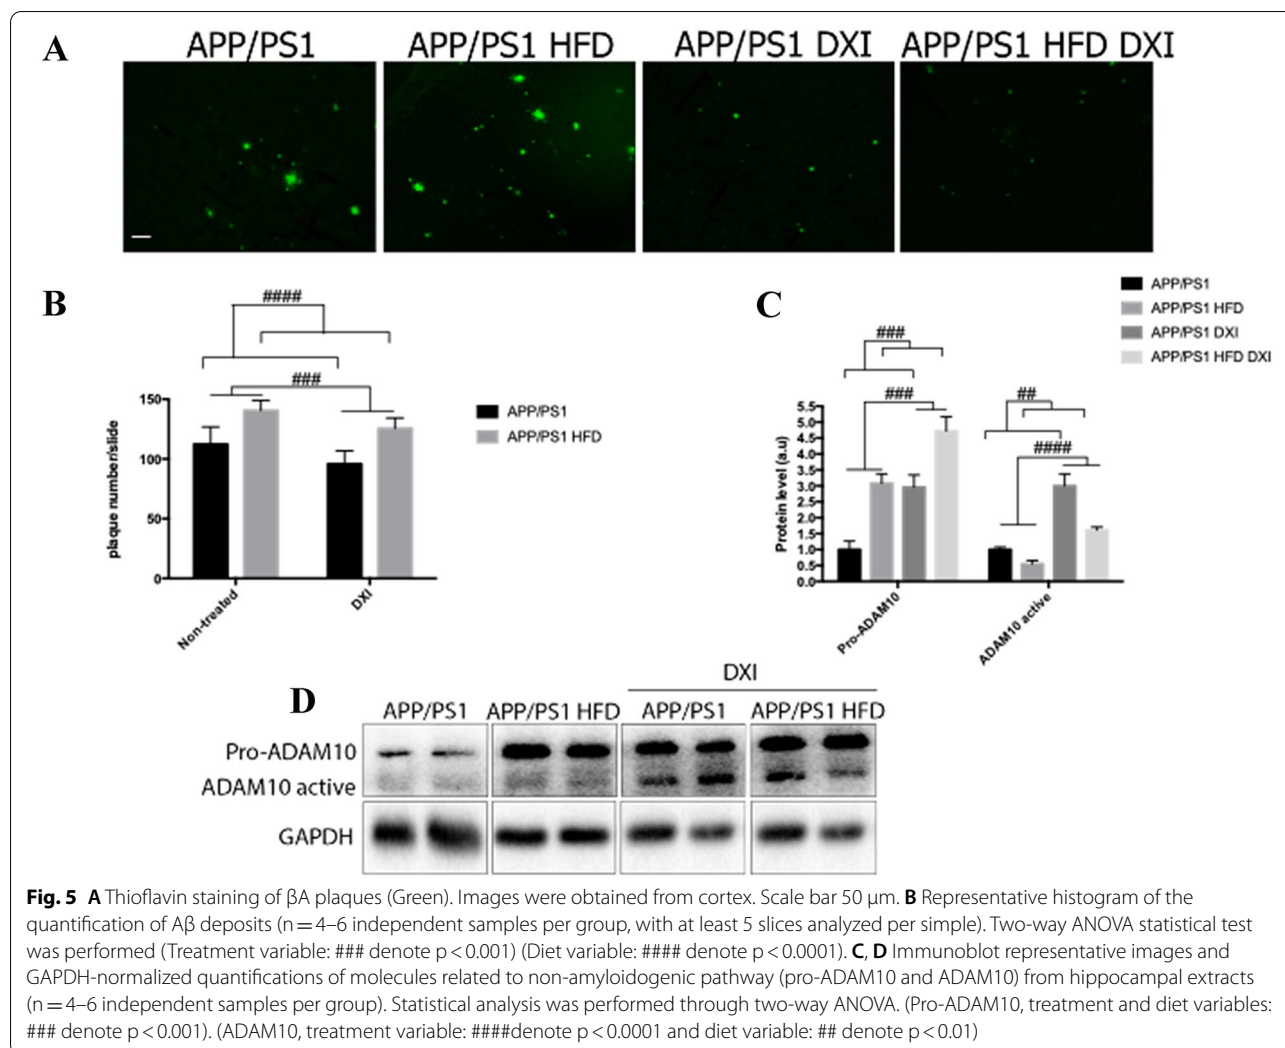 A
APP/PS1
APP/PS1 HFD
APP/PS1 DXI
APP/PS1 HFD DXI
B
####
###
150
100
50
0
plaque number/slide
Non-treated
DXI
APP/PS1
APP/PS1 HFD
C
APP/PS1
APP/PS1 HFD
APP/PS1 DXI
APP/PS1 HFD DXI
###
###
##
####
5.5
5.0
4.5
4.0
3.5
3.0
2.5
2.0
1.5
1.0
0.5
0.0
Protein level (a.u)
Pro-ADAM10
ADAM10 active
D
DXI
APP/PS1
APP/PS1 HFD
APP/PS1
APP/PS1 HFD
Pro-ADAM10
ADAM10 active
GAPDH
Fig. 5 A Thioflavin staining of βA plaques (Green). Images were obtained from cortex. Scale bar 50 μm. B Representative histogram of the
quantification of Aβ deposits (n = 4–6 independent samples per group, with at least 5 slices analyzed per simple). Two-way ANOVA statistical test
was performed (Treatment variable: ### denote p < 0.001) (Diet variable: #### denote p < 0.0001). C, D Immunoblot representative images and
GAPDH-normalized quantifications of molecules related to non-amyloidogenic pathway (pro-ADAM10 and ADAM10) from hippocampal extracts
(n = 4–6 independent samples per group). Statistical analysis was performed through two-way ANOVA. (Pro-ADAM10, treatment and diet variables:
### denote p < 0.001). (ADAM10, treatment variable: ####denote p < 0.0001 and diet variable: ## denote p < 0.01)